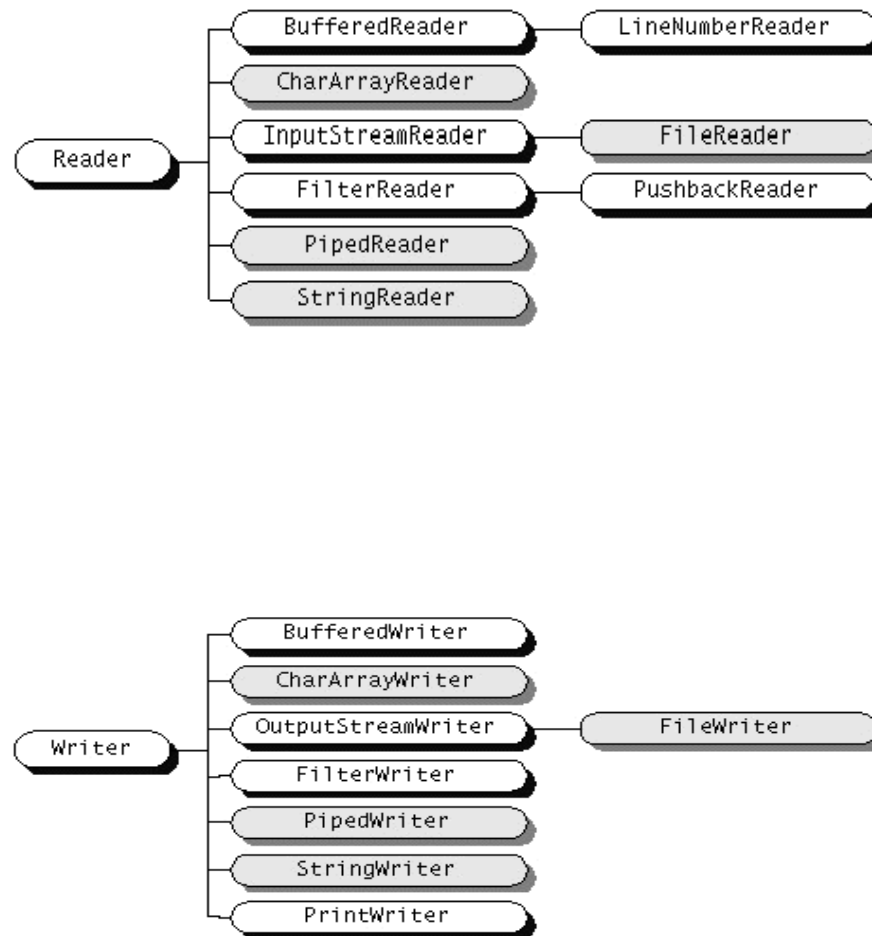 BufferedReader LineNumberReader
CharArrayReader
InputStreamReader FileReader
Reader
FilterReader PushbackReader
PipedReader
StringReader
BufferedWriter
CharArrayWriter
OutputStreamWriter FileWriter
Writer
FilterWriter
PipedWriter
StringWriter
PrintWriter